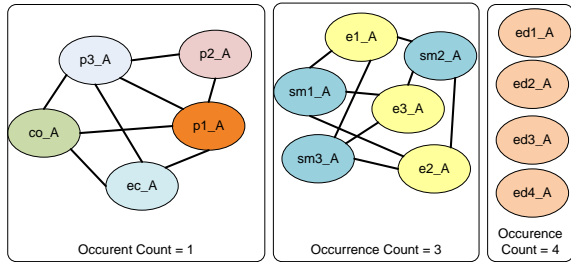 p3_A
p2_A
co_A
p1_A
ec_A
Occurent Count = 1
e1_A
sm2_A
sm1_A
e3_A
sm3_A
e2_A
Occurrence Count = 3
ed1_A
ed2_A
ed3_A
ed4_A
Occurence
Count = 4